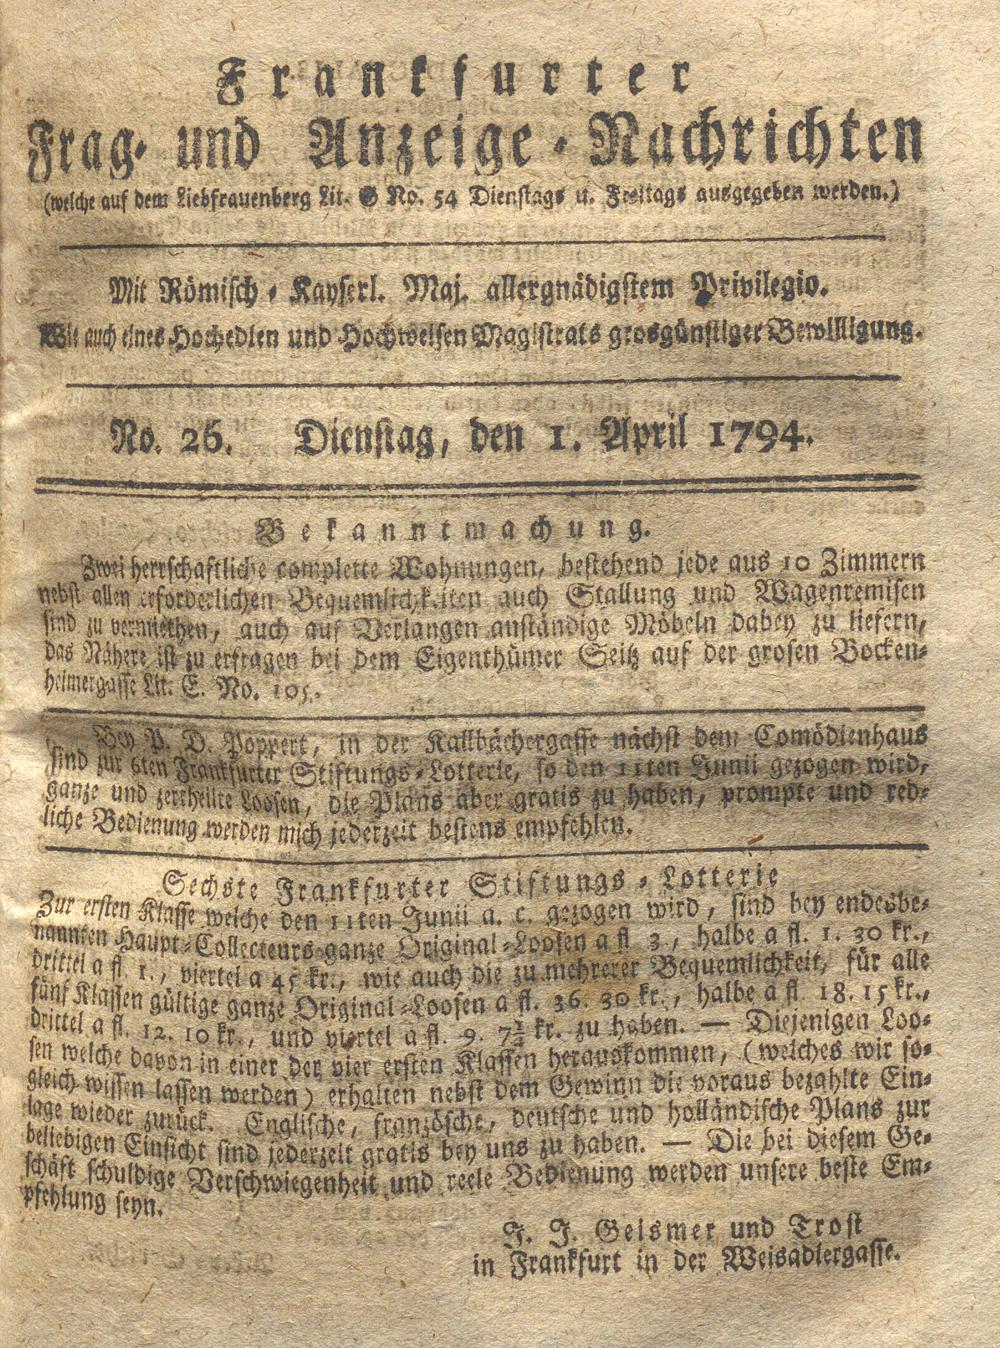 Frankfurter
Frag- und Anzeige-Nachrichten
(welche auf dem Liebfrauenberg Lit. G No. 54 Dienstags u. Freitags ausgegeben werden.)
Mit Römisch-Kayserl. Maj. allergnädigstem Privilegio.
Wie auch eines Hochedlen und Hochweisen Magistrats grosgünstiger Bewilligung.
No. 26. Dienstag, den 1. April 1794.
Bekanntmachung.
Zwei herrschaftliche complette Wohnungen, bestehend jede aus 10 Zimmern
nebst allen erforderlichen Bequemlichkeiten auch Stallung und Wagenremisen
sind zu vermiethen, auch auf Verlangen anständige Möbeln dabey zu liefern,
das Nähere ist zu erfragen bei dem Eigenthümer Seitz auf der grosen Bocken-
heimergasse Lit. E. No. 105.
Bey P. D. Poppert, in der Kallbächergasse nächst dem Comödienhaus
sind zur 6ten Frankfurter Stiftungs-Lotterie, so den 11ten Junii gezogen wird,
ganze und zertheilte Loosen, die Plans aber gratis zu haben, prompte und red-
liche Bedienung werden mich jederzeit bestens empfehlen.
Sechste Frankfurter Stiftungs-Lotterie
Zur ersten Klasse welche den 11ten Junii a. c. gezogen wird, sind bey endesbe-
nannten Haupt-Collecteurs ganze Original-Loosen a fl 3, halbe a fl. 1. 30 kr.,
drittel a fl. 1., viertel a 45 kr., wie auch die zu mehrerer Bequemlichkeit, für alle
fünf Klassen gültige ganze Original-Loosen a fl. 36. 30 kr., halbe a fl 18. 15 kr.,
drittel a fl. 12. 10 kr., und viertel a fl. 9. 7½ kr. zu haben. — Diejenigen Loo-
sen welche davon in einer der vier ersten Klassen herauskommen, (welches wir so-
gleich wissen lassen werden) erhalten nebst dem Gewinn die voraus bezahlte Ein-
lage wieder zurück. Englische, französche, deutsche und holländische Plans zur
beliebigen Einsicht sind jederzeit gratis bey uns zu haben. — Die bei diesem Ge-
schäft schuldige Verschwiegenheit und reele Bedienung werden unsere beste Em-
pfehlung seyn.
J. J. Geismer und Trost
in Frankfurt in der Weisadlergasse.